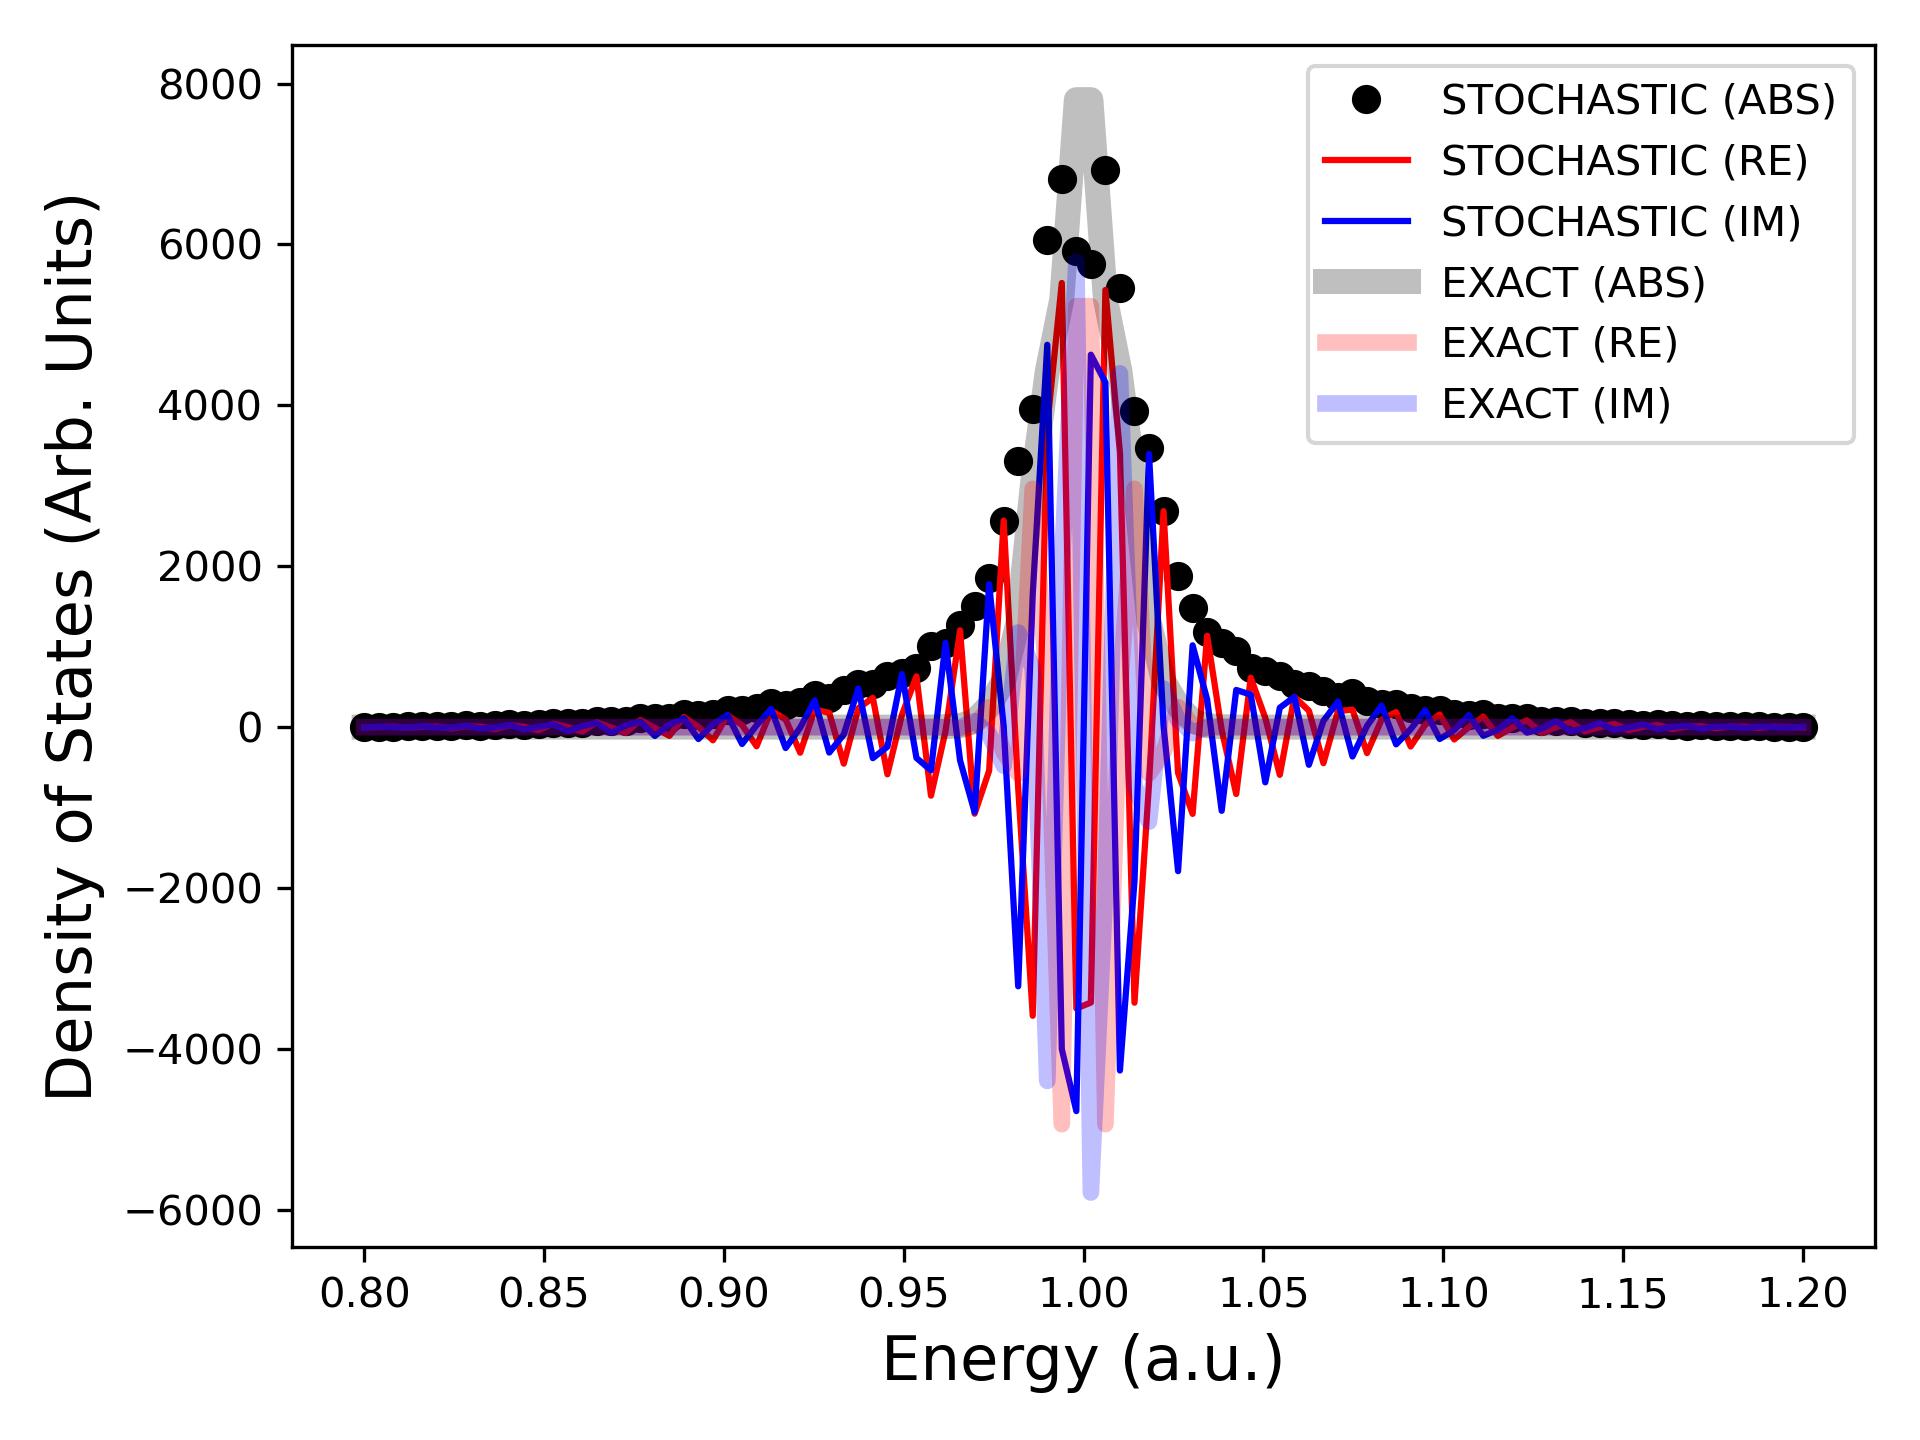 8000
6000
4000
2000
0
−2000
−4000
−6000
Density of States (Arb. Units)
STOCHASTIC (ABS)
STOCHASTIC (RE)
STOCHASTIC (IM)
EXACT (ABS)
EXACT (RE)
EXACT (IM)
0.80 0.85 0.90 0.95 1.00 1.05 1.10 1.15 1.20
Energy (a.u.)